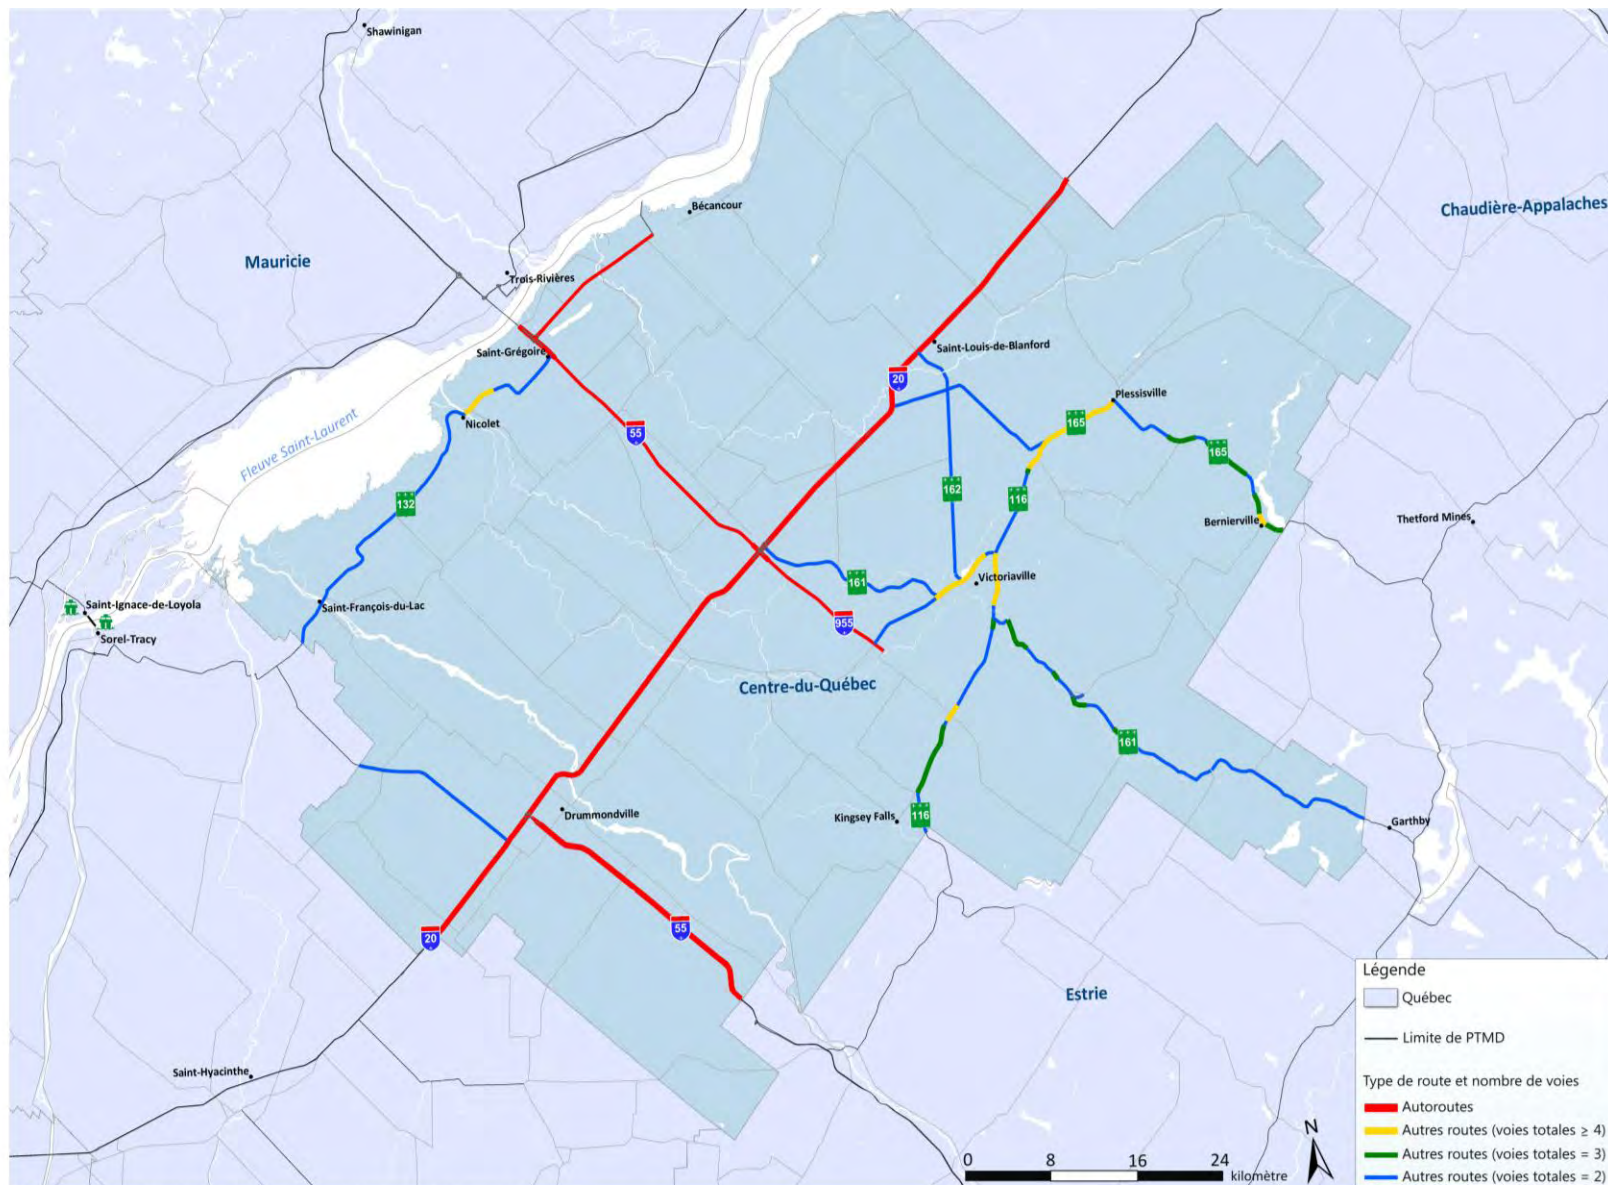 Shawinigan
Bécancour
Chaudière-Appalaches
Mauricie
Trois-Rivières
Saint-Grégoire
Saint-Louis-de-Blanford
20
Plessisville
Nicolet
55
165
165
Fleuve Saint-Laurent
132
162
116
Bernierville
Thetford Mines
161
Victoriaville
Saint-Ignace-de-Loyola
Saint-François-du-Lac
955
Sorel-Tracy
Centre-du-Québec
161
Drummondville
Kingsey Falls
116
Garthby
20
55
Estrie
Saint-Hyacinthe
Légende
Québec
Limite de PTMD
Type de route et nombre de voies
Autoroutes
Autres routes (voies totales ≥ 4)
Autres routes (voies totales = 3)
Autres routes (voies totales = 2)
N
0 8 16 24
kilomètre